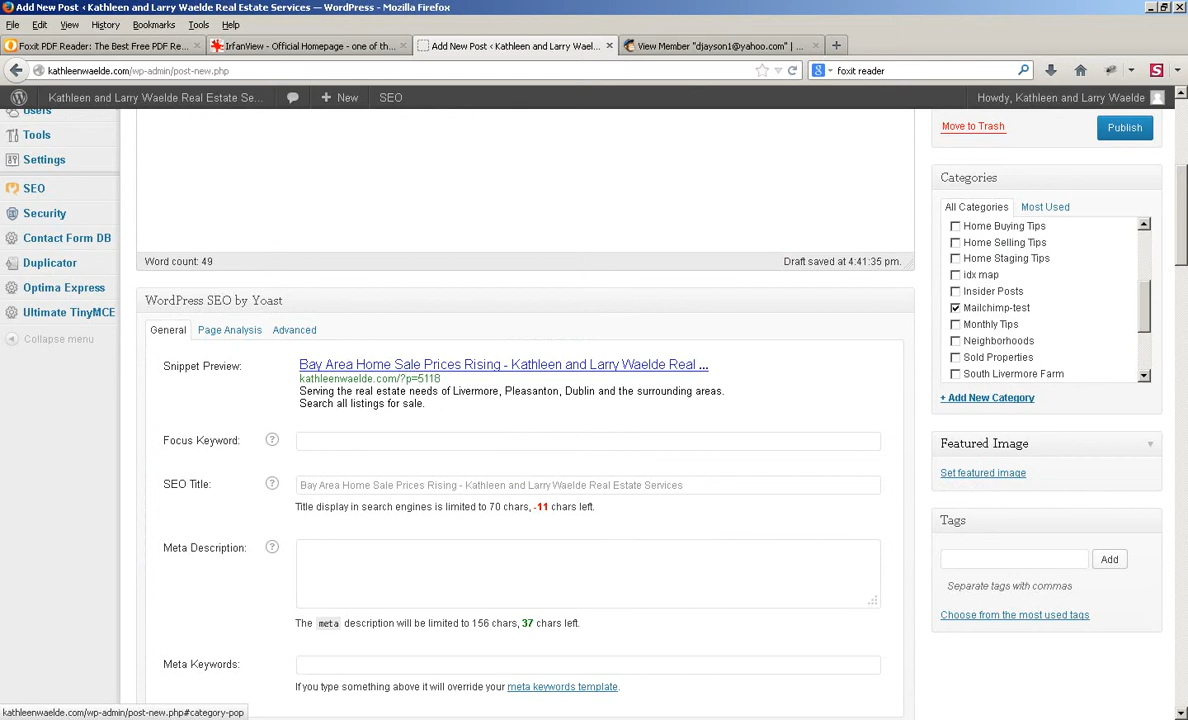 Add New Post ‹ Kathleen and Larry Waelde Real Estate Services — WordPress - Mozilla Firefox
File Edit View History Bookmarks Tools Help
Foxit PDF Reader: The Best Free PDF Re... × IrfanView - Official Homepage - one of th... × Add New Post ‹ Kathleen and Larry Wael... × View Member "djayson1@yahoo.com" | ... × +
kathleenwaelde.com/wp-admin/post-new.php foxit reader
Kathleen and Larry Waelde Real Estate Se... + New SEO Howdy, Kathleen and Larry Waelde
Users
Tools
Settings
SEO
Security
Contact Form DB
Duplicator
Optima Express
Ultimate TinyMCE
Collapse menu
Word count: 49 Draft saved at 4:41:35 pm.
WordPress SEO by Yoast
General Page Analysis Advanced
Snippet Preview: Bay Area Home Sale Prices Rising - Kathleen and Larry Waelde Real ...
kathleenwaelde.com/?p=5118
Serving the real estate needs of Livermore, Pleasanton, Dublin and the surrounding areas.
Search all listings for sale.
Focus Keyword: ?
SEO Title: ? Bay Area Home Sale Prices Rising - Kathleen and Larry Waelde Real Estate Services
Title display in search engines is limited to 70 chars, -11 chars left.
Meta Description: ?
The meta description will be limited to 156 chars, 37 chars left.
Meta Keywords:
If you type something above it will override your meta keywords template.
Move to Trash Publish
Categories
All Categories Most Used
Home Buying Tips
Home Selling Tips
Home Staging Tips
idx map
Insider Posts
Mailchimp-test
Monthly Tips
Neighborhoods
Sold Properties
South Livermore Farm
+ Add New Category
Featured Image
Set featured image
Tags
Add
Separate tags with commas
Choose from the most used tags
kathleenwaelde.com/wp-admin/post-new.php#category-pop